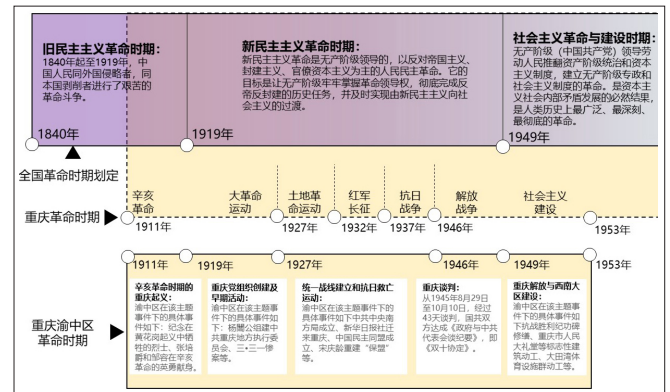 旧民主主义革命时期：
1840年起至1919年，中
国人民同外国侵略者，同
本国剥削者进行了艰苦的
革命斗争。
新民主主义革命时期：
新民主主义革命是无产阶级领导的，以反对帝国主义、
封建主义、官僚资本主义为主的人民民主革命。它的
目标是让无产阶级牢牢掌握革命领导权，彻底完成反
帝反封建的历史任务，并及时实现由新民主主义向社
会主义的过渡。
社会主义革命与建设时期：
无产阶级（中国共产党）领导劳
动人民推翻资产阶级统治和资本
主义制度，建立无产阶级专政和
社会主义制度的革命。是资本主
义社会内部矛盾发展的必然结果，
是人类历史上最广泛、最深刻、
最彻底的革命。
1840年
1919年
1949年
全国革命时期划定
重庆革命时期
辛亥
革命
大革命
运动
土地革
命运动
红军
长征
抗日
战争
解放
战争
社会主义
建设
1911年
1927年
1932年
1937年
1946年
1953年
重庆渝中区
革命时期
1911年
1919年
1927年
1946年
1949年
1953年
辛亥革命时期的
重庆起义：
渝中区在该主题
事件下的具体事
件如下：纪念在
黄花岗起义中牺
牲的烈士、张培
爵和邹容在辛亥
革命的英勇献身。
重庆党组织创建及
早期活动：
渝中区在该主题事
件下的具体事件如
下：杨闇公组建中
共重庆地方执行委
员会、三•三一惨
案等。
统一战线建立和抗日救亡
运动：
渝中区在该主题事件下的
具体事件如下中共中央南
方局成立、新华日报社迁
来重庆、中国民主同盟成
立、宋庆龄重建“保盟”
等。
重庆谈判：
从1945年8月29日
至10月10日，经过
43天谈判，国共双
方达成《政府与中共
代表会谈纪要》，即
《双十协定》。
重庆解放与西南大
区建设：
渝中区在该主题事
件下的具体事件如
下抗战胜利纪功碑
修缮、重庆市人民
大礼堂等标志性建
筑动工、大田湾体
育设施群动工等。